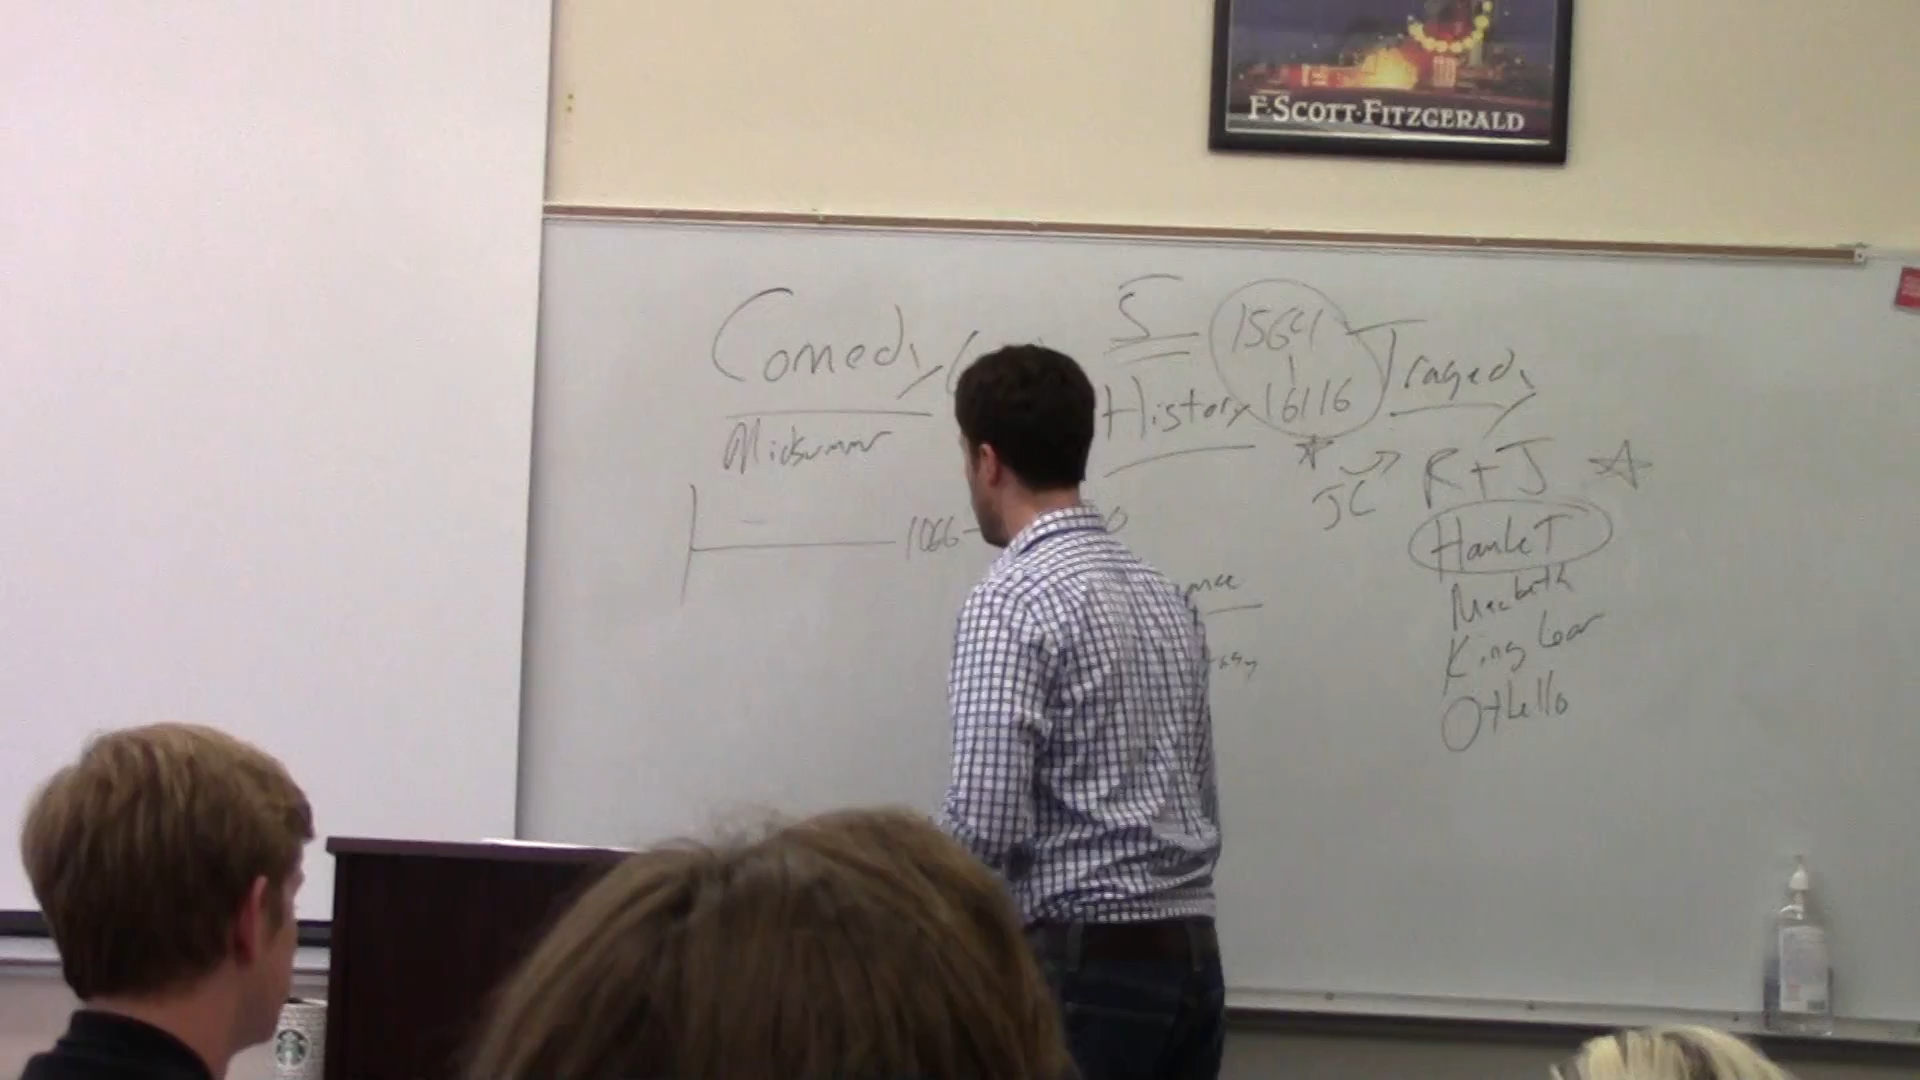 F·SCOTT·FITZGERALD
S 1564
Comedy
History 1616 Tragedy
Midsummer
JC R+J
1066-
Hamlet
Macbeth
King Lear
Othello